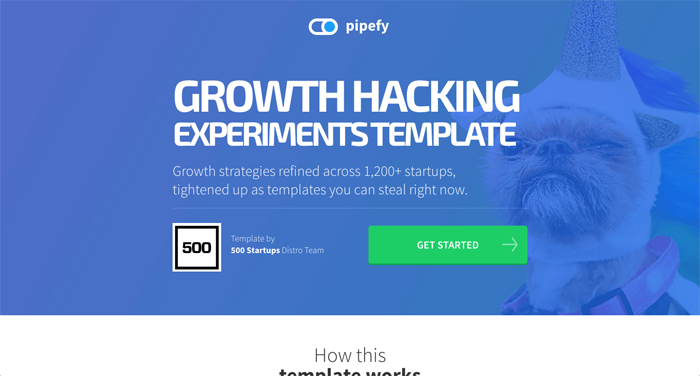 pipefy
GROWTH HACKING
EXPERIMENTS TEMPLATE
Growth strategies refined across 1,200+ startups,
tightened up as templates you can steal right now.
500
Template by
500 Startups Distro Team
GET STARTED
How this
template works